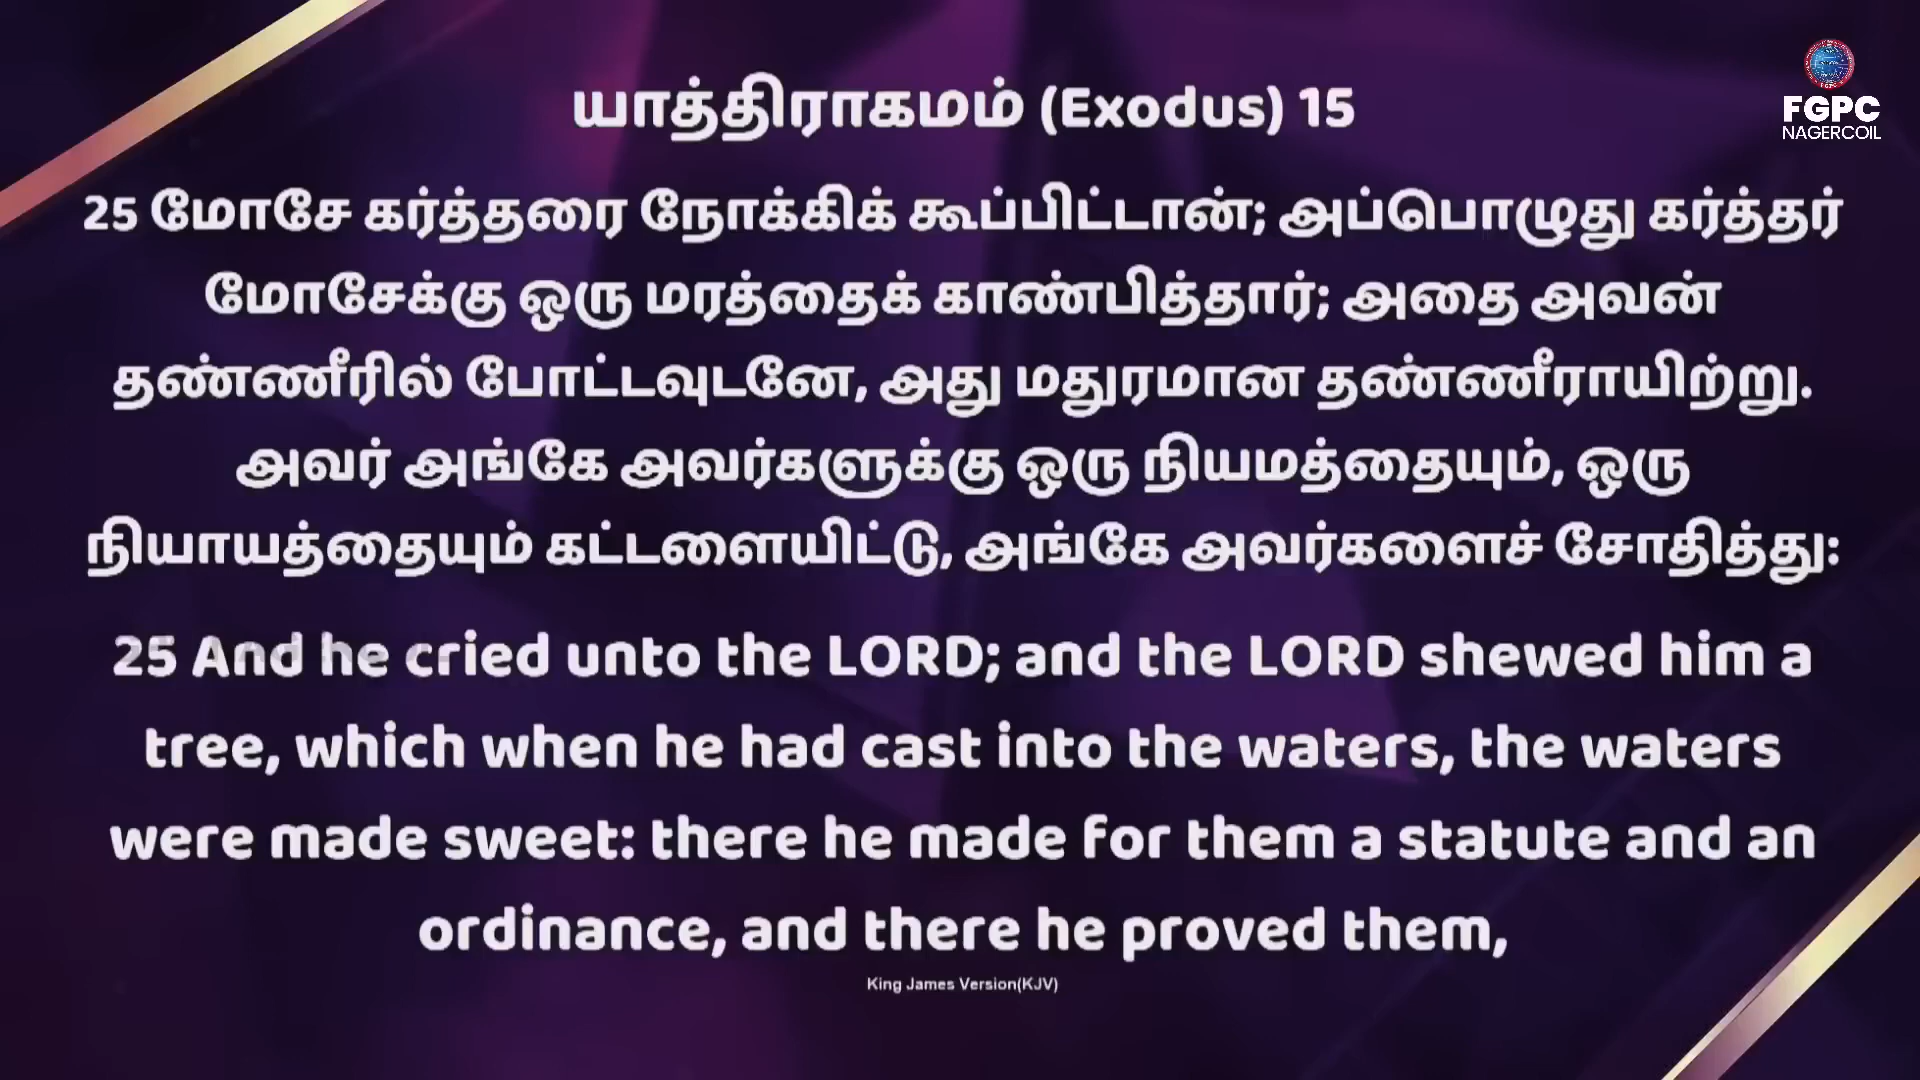 யாத்திராகமம் (Exodus) 15
FGPC
NAGERCOIL
25 மோசே கர்த்தரை நோக்கிக் கூப்பிட்டான்; அப்பொழுது கர்த்தர்
மோசேக்கு ஒரு மரத்தைக் காண்பித்தார்; அதை அவன்
தண்ணீரில் போட்டவுடனே, அது மதுரமான தண்ணீராயிற்று.
அவர் அங்கே அவர்களுக்கு ஒரு நியமத்தையும், ஒரு
நியாயத்தையும் கட்டளையிட்டு, அங்கே அவர்களைச் சோதித்து:
25 And he cried unto the LORD; and the LORD shewed him a
tree, which when he had cast into the waters, the waters
were made sweet: there he made for them a statute and an
ordinance, and there he proved them,
King James Version(KJV)